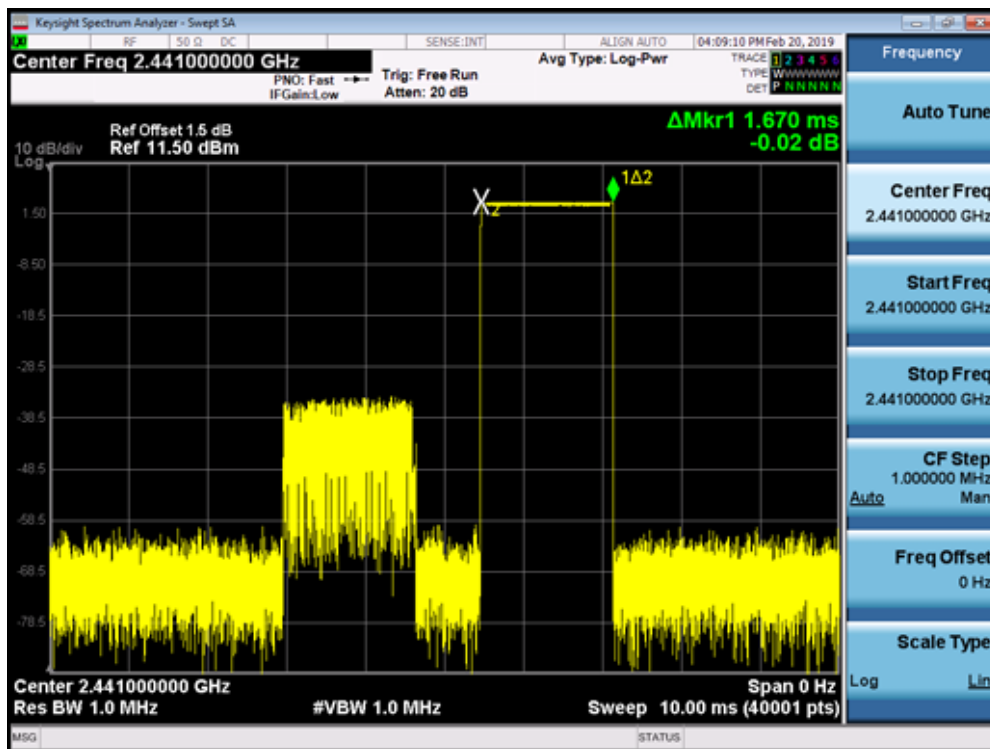 Keysight Spectrum Analyzer - Swept SA
LXI RF 50 Ω DC SENSE:INT ALIGN AUTO 04:09:10 PM Feb 20, 2019
Center Freq 2.441000000 GHz
PNO: Fast
IFGain:Low
Trig: Free Run
Atten: 20 dB
Avg Type: Log-Pwr
TRACE 1 2 3 4 5 6
TYPE WWWWWWW
DET P N N N N N
ΔMkr1 1.670 ms
-0.02 dB
Ref Offset 1.5 dB
10 dB/div Ref 11.50 dBm
Log
1Δ2
X2
1.50
-8.50
-18.5
-28.5
-38.5
-48.5
-58.5
-68.5
-78.5
Center 2.441000000 GHz Span 0 Hz
Res BW 1.0 MHz #VBW 1.0 MHz Sweep 10.00 ms (40001 pts)
MSG STATUS
Frequency
Auto Tune
Center Freq
2.441000000 GHz
Start Freq
2.441000000 GHz
Stop Freq
2.441000000 GHz
CF Step
1.000000 MHz
Auto Man
Freq Offset
0 Hz
Scale Type
Log Lin